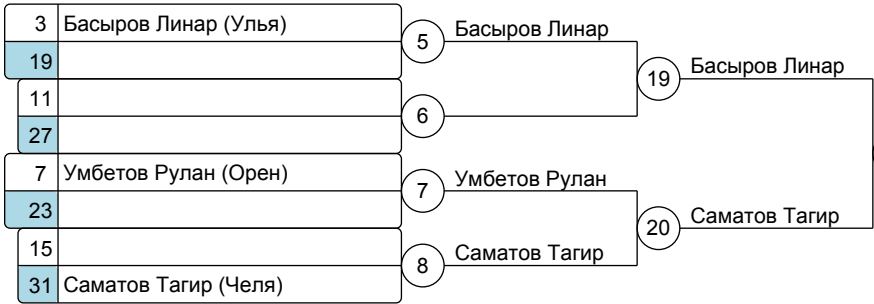 3 Басыров Линар (Улья)
19
5 Басыров Линар
11
27
6
19 Басыров Линар
7 Умбетов Рулан (Орен)
23
7 Умбетов Рулан
15
31 Саматов Тагир (Челя)
8 Саматов Тагир
20 Саматов Тагир